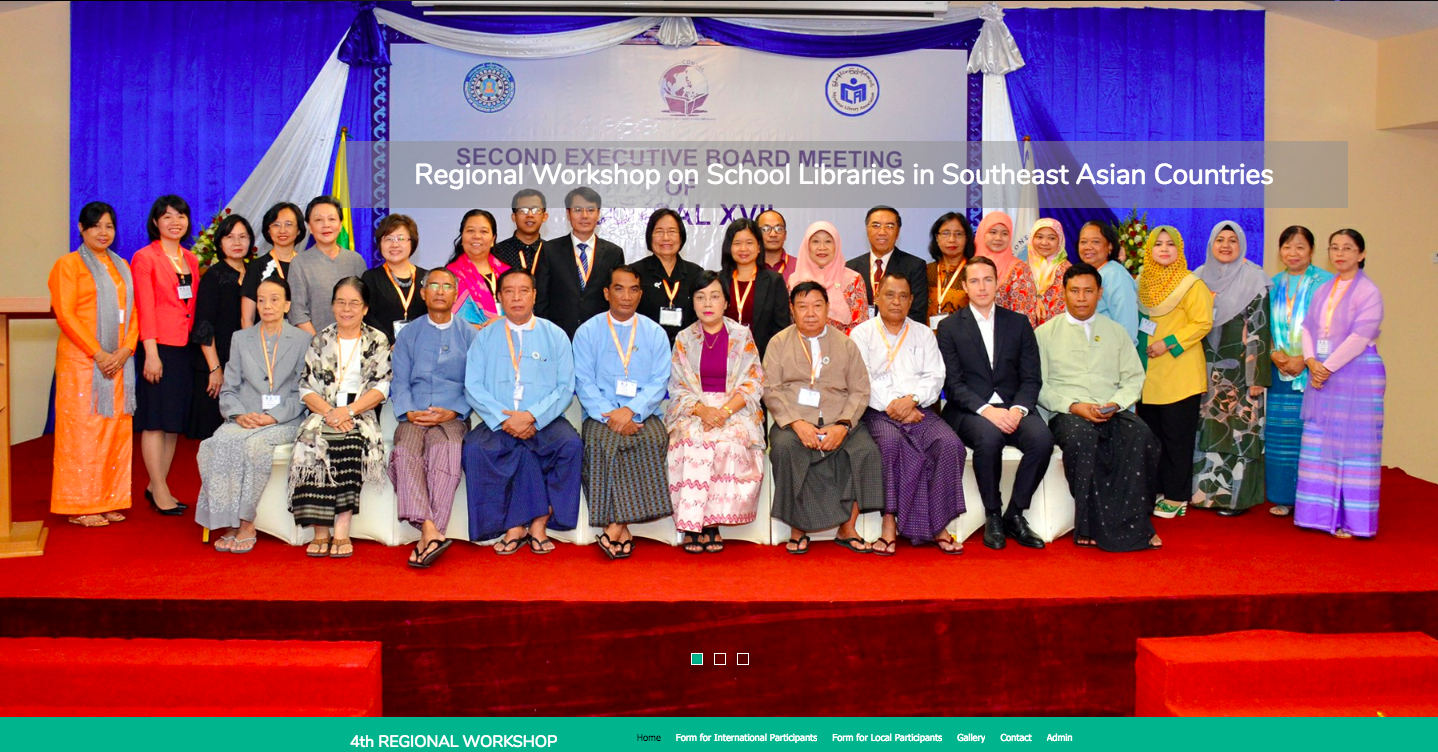 SECOND EXECUTIVE BOARD MEETING
OF
Regional Workshop on School Libraries in Southeast Asian Countries
4th REGIONAL WORKSHOP
Home
Form for International Participants
Form for Local Participants
Gallery
Contact
Admin